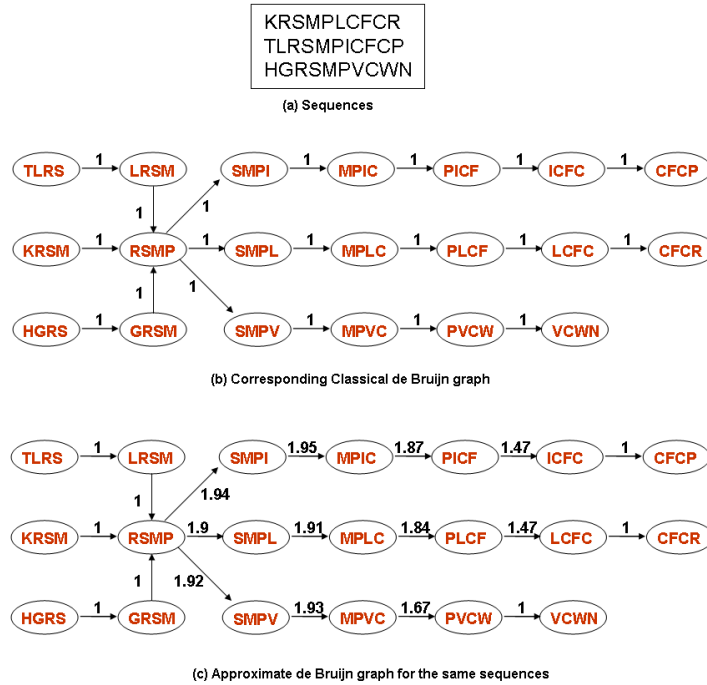 KRSMPLCFCR
TLRSMPICFCP
HGRSMPVCWN
(a) Sequences
1 1 1 1 1 1
TLRS LRSM SMPI MPIC PICF ICFC CFCP
1 1
1 1 1 1 1 1
KRSM RSMP SMPL MPLC PLCF LCFC CFCR
1 1
1 1 1 1
HGRS GRSM SMPV MPVC PVCW VCWN
(b) Corresponding Classical de Bruijn graph
1 1.95 1.87 1.47 1
TLRS LRSM SMPI MPIC PICF ICFC CFCP
1 1.94
1 1.9 1.91 1.84 1.47 1
KRSM RSMP SMPL MPLC PLCF LCFC CFCR
1 1.92
1 1.93 1.67 1
HGRS GRSM SMPV MPVC PVCW VCWN
(c) Approximate de Bruijn graph for the same sequences